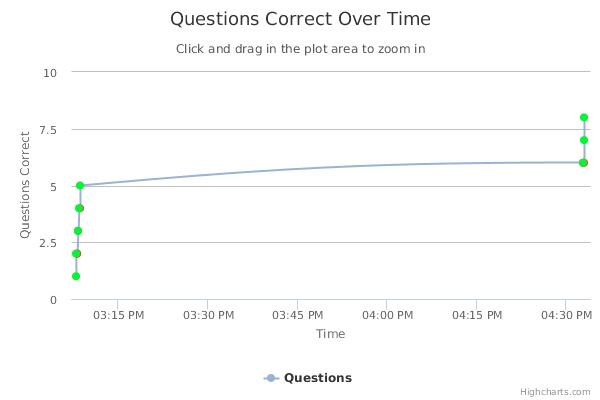 Questions Correct Over Time
Click and drag in the plot area to zoom in
10
7.5
5
2.5
0
Questions Correct
03:15 PM 03:30 PM 03:45 PM 04:00 PM 04:15 PM 04:30 PM
Time
Questions
Highcharts.com